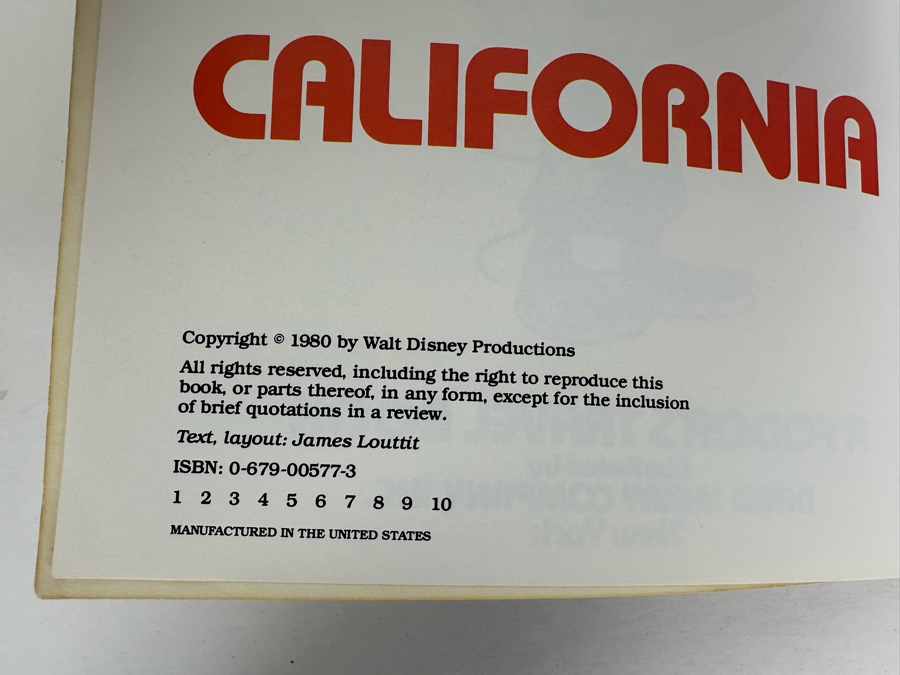 CALIFORNIA
Copyright © 1980 by Walt Disney Productions
All rights reserved, including the right to reproduce this
book, or parts thereof, in any form, except for the inclusion
of brief quotations in a review.
Text, layout: James Louttit
ISBN: 0-679-00577-3
1 2 3 4 5 6 7 8 9 10
MANUFACTURED IN THE UNITED STATES